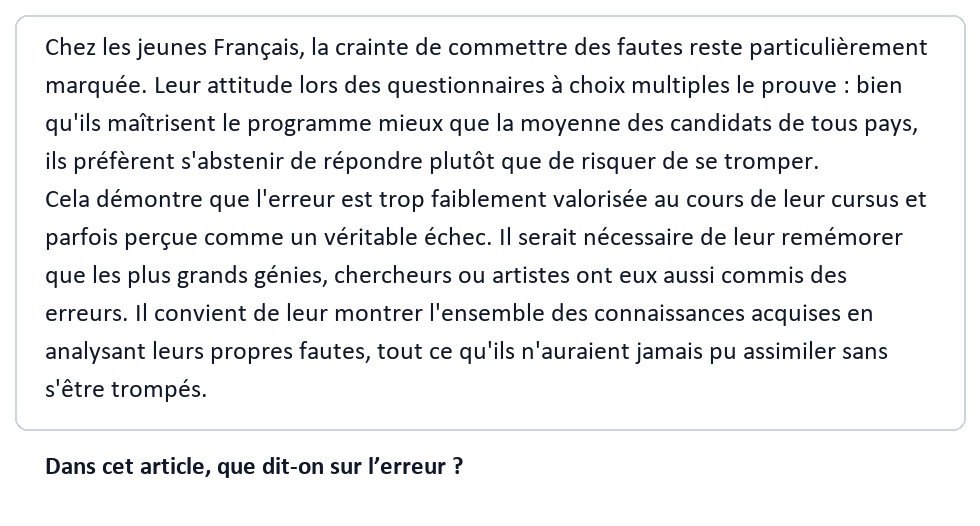 Chez les jeunes Français, la crainte de commettre des fautes reste particulièrement
marquée. Leur attitude lors des questionnaires à choix multiples le prouve : bien
qu'ils maîtrisent le programme mieux que la moyenne des candidats de tous pays,
ils préfèrent s'abstenir de répondre plutôt que de risquer de se tromper.
Cela démontre que l'erreur est trop faiblement valorisée au cours de leur cursus et
parfois perçue comme un véritable échec. Il serait nécessaire de leur remémorer
que les plus grands génies, chercheurs ou artistes ont eux aussi commis des
erreurs. Il convient de leur montrer l'ensemble des connaissances acquises en
analysant leurs propres fautes, tout ce qu'ils n'auraient jamais pu assimiler sans
s'être trompés.
Dans cet article, que dit-on sur l’erreur ?